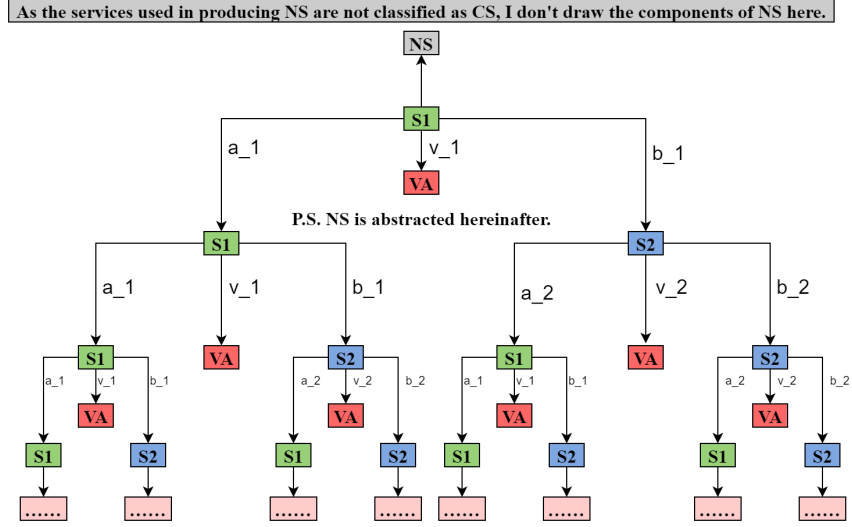 As the services used in producing NS are not classified as CS, I don't draw the components of NS here.
NS
S1
a_1 v_1 b_1
VA
P.S. NS is abstracted hereinafter.
S1 S2
a_1 v_1 b_1 a_2 v_2 b_2
S1 VA S2 S1 VA S2
a_1 v_1 b_1 a_2 v_2 b_2 a_1 v_1 b_1 a_2 v_2 b_2
VA VA VA VA
S1 S2 S1 S2 S1 S2 S1 S2
...... ...... ...... ...... ...... ...... ...... ......